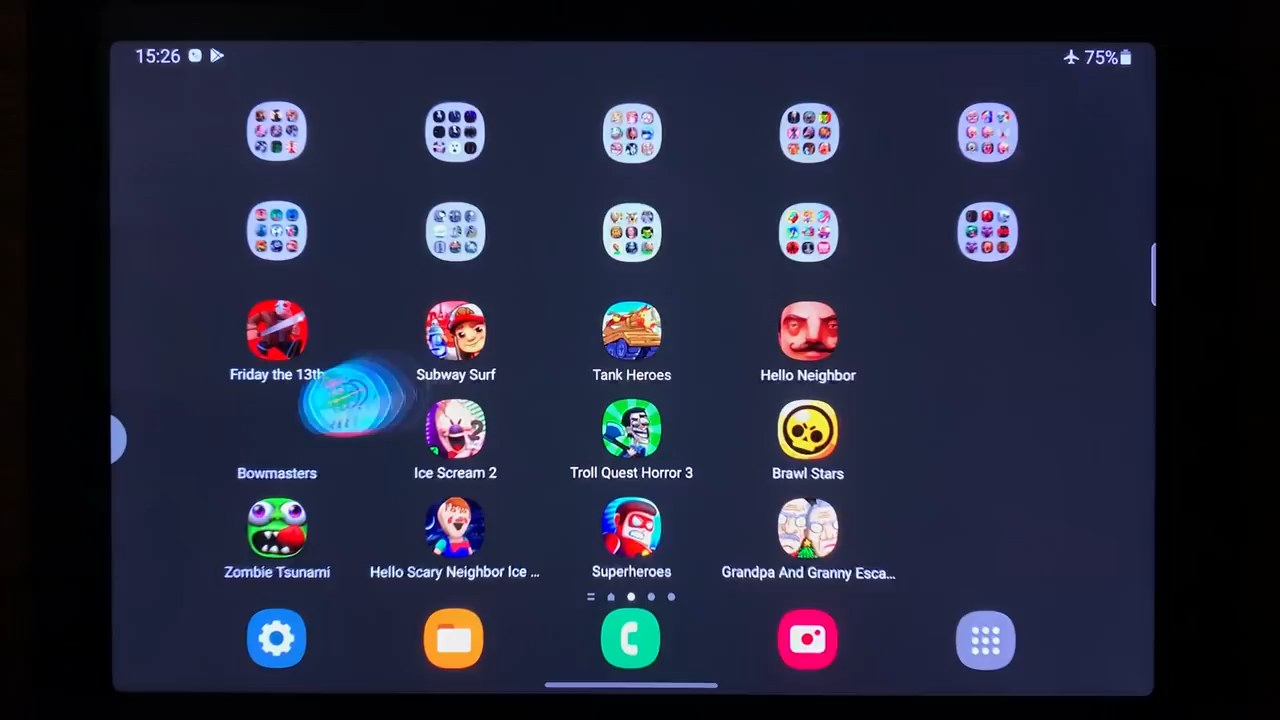 15:26
75%
Friday the 13th
Subway Surf
Tank Heroes
Hello Neighbor
Bowmasters
Ice Scream 2
Troll Quest Horror 3
Brawl Stars
Zombie Tsunami
Hello Scary Neighbor Ice ...
Superheroes
Grandpa And Granny Esca...